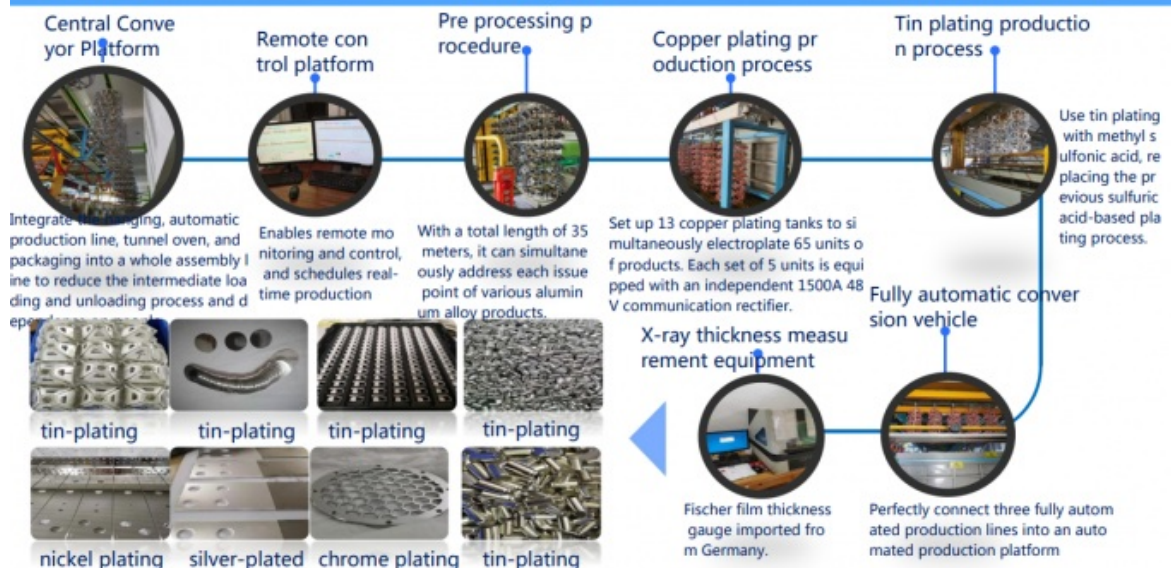 Central Conve
yor Platform
Integrate the hanging, automatic
production line, tunnel oven, and
packaging into a whole assembly l
ine to reduce the intermediate loa
ding and unloading process and d
Remote con
trol platform
Enables remote mo
nitoring and control,
and schedules real-
time production
Pre processing p
rocedure
With a total length of 35
meters, it can simultane
ously address each issue
point of various alumin
um alloy products.
Copper plating pr
oduction process
Set up 13 copper plating tanks to si
multaneously electroplate 65 units o
f products. Each set of 5 units is equi
pped with an independent 1500A 48
V communication rectifier.
Tin plating productio
n process
Use tin plating
with methyl s
ulfonic acid, re
placing the pr
evious sulfuric
acid-based pla
ting process.
Fully automatic conver
sion vehicle
Perfectly connect three fully autom
ated production lines into an auto
mated production platform
X-ray thickness measu
rement equipment
Fischer film thickness
gauge imported fro
m Germany.
tin-plating
tin-plating
tin-plating
tin-plating
nickel plating
silver-plated
chrome plating
tin-plating